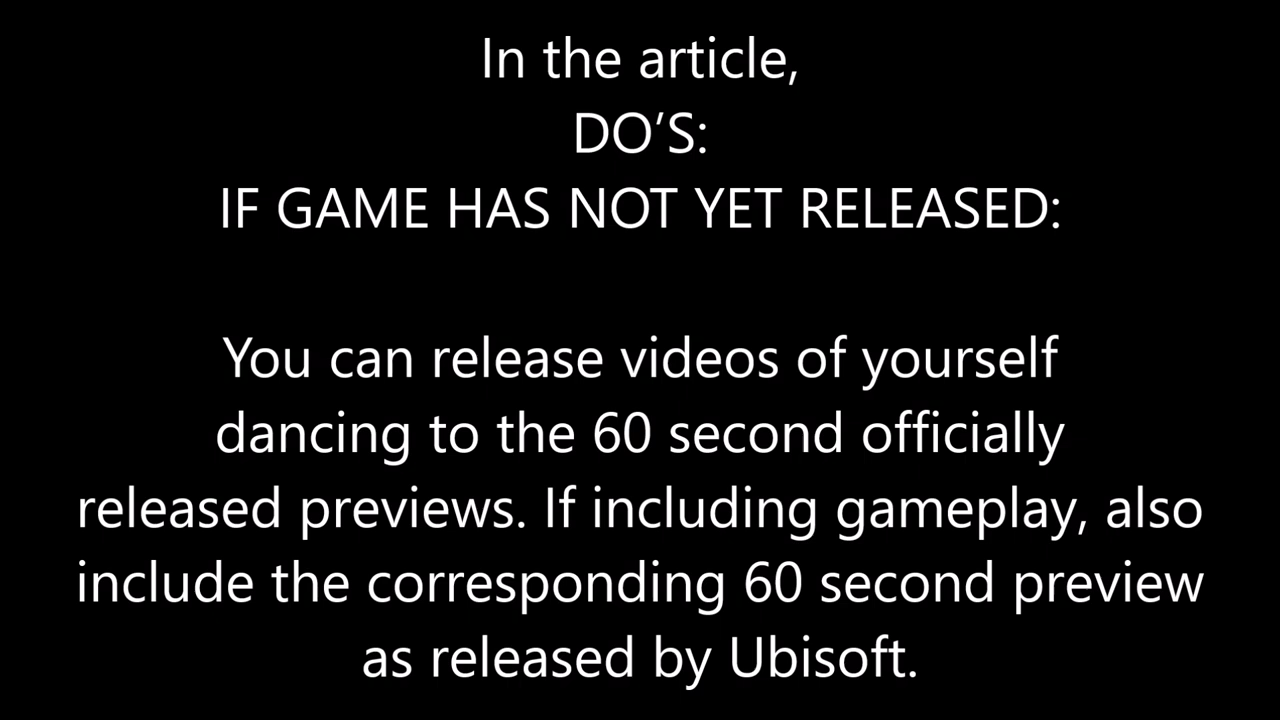 In the article,
DO’S:
IF GAME HAS NOT YET RELEASED:
You can release videos of yourself
dancing to the 60 second officially
released previews. If including gameplay, also
include the corresponding 60 second preview
as released by Ubisoft.